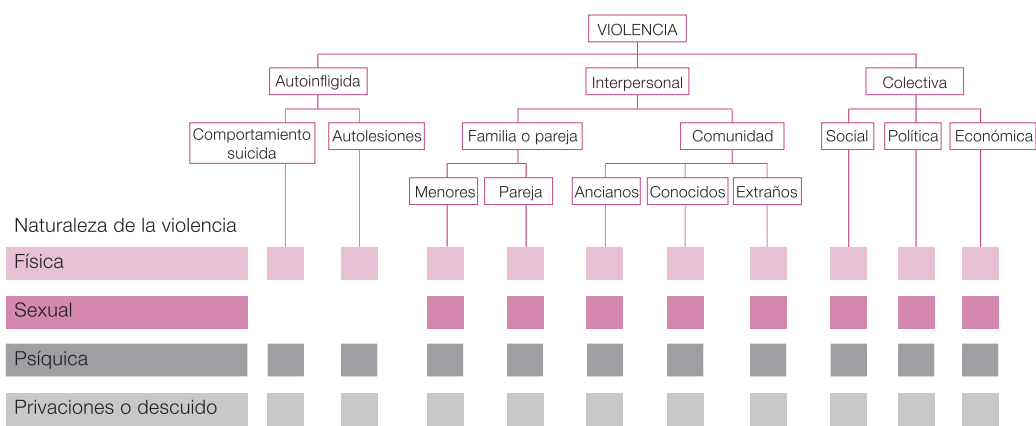 VIOLENCIA
Autoinfligida
Interpersonal
Colectiva
Comportamiento
suicida
Autolesiones
Familia o pareja
Comunidad
Social
Política
Económica
Menores
Pareja
Ancianos
Conocidos
Extraños
Naturaleza de la violencia
Física
Sexual
Psíquica
Privaciones o descuido